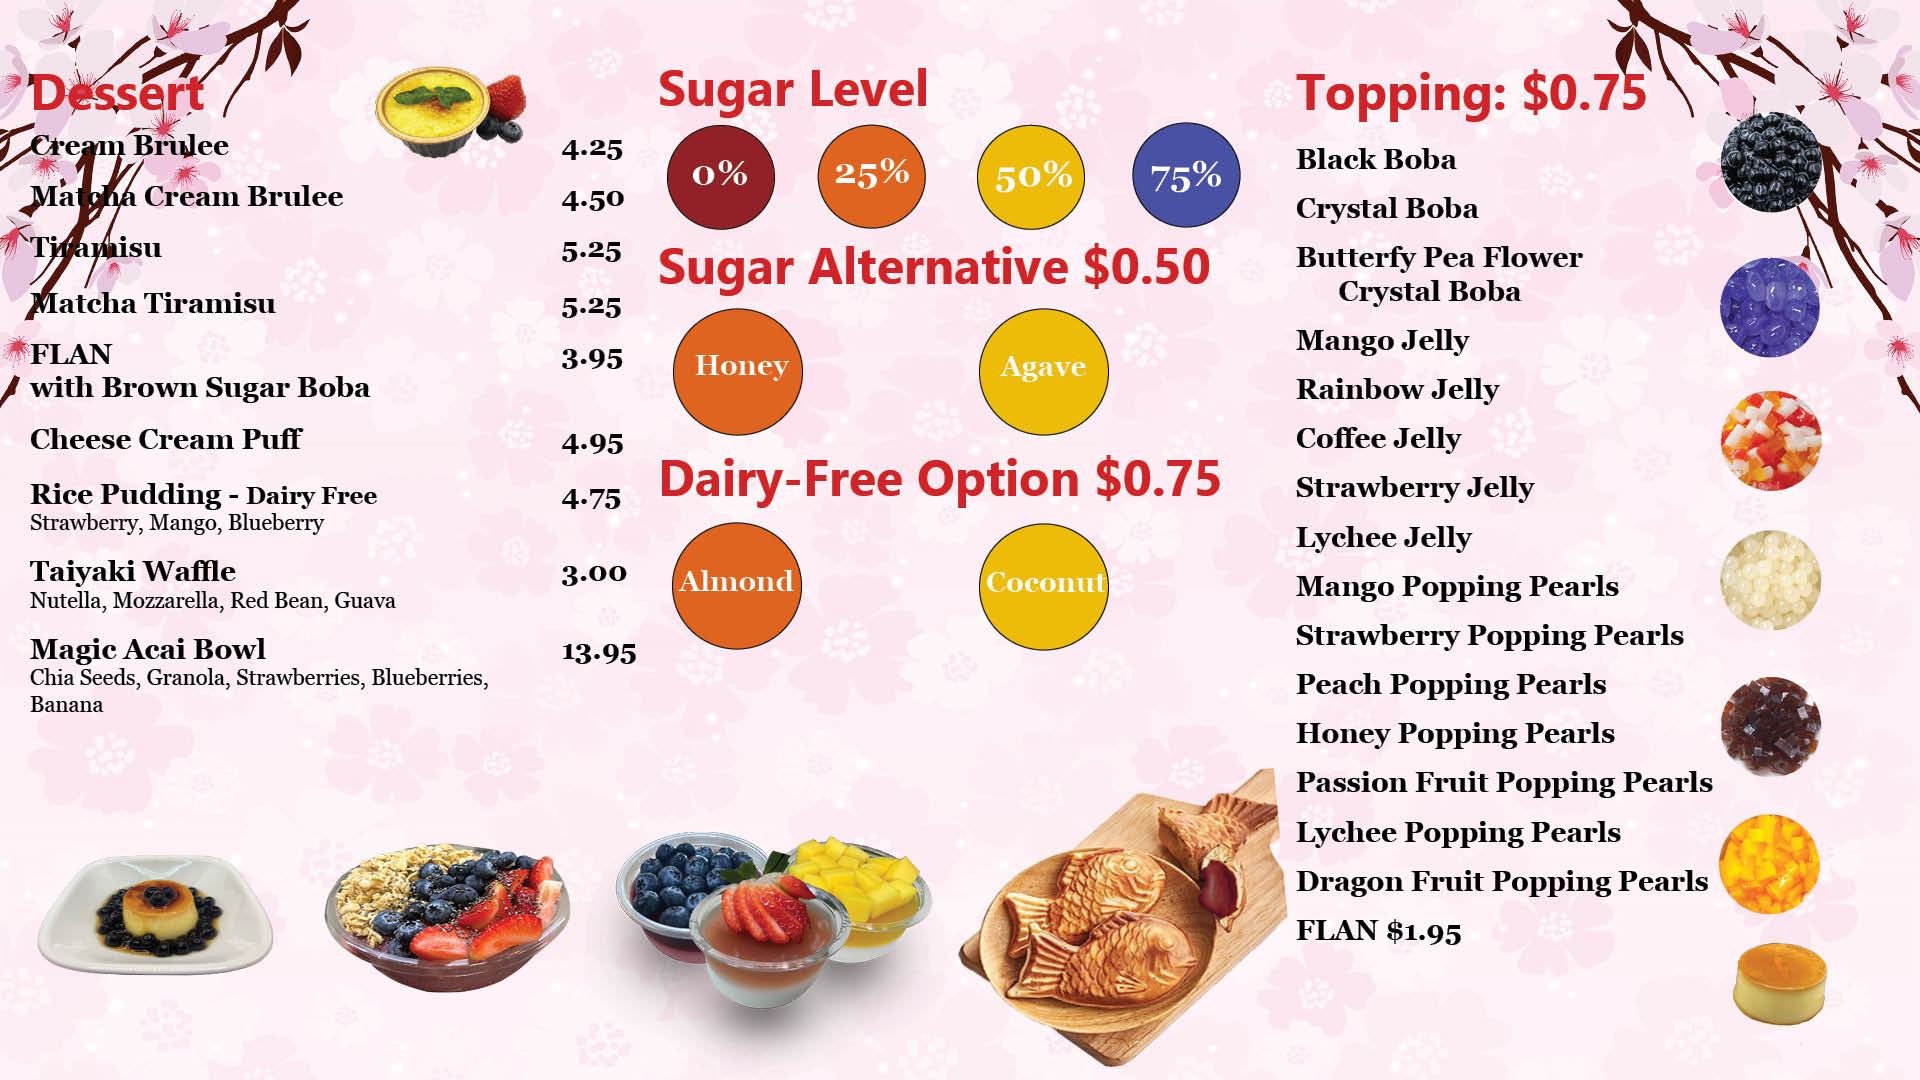 Dessert
Cream Brulee 4.25
Matcha Cream Brulee 4.50
Tiramisu 5.25
Matcha Tiramisu 5.25
FLAN 3.95
with Brown Sugar Boba
Cheese Cream Puff 4.95
Rice Pudding - Dairy Free 4.75
Strawberry, Mango, Blueberry
Taiyaki Waffle 3.00
Nutella, Mozzarella, Red Bean, Guava
Magic Acai Bowl 13.95
Chia Seeds, Granola, Strawberries, Blueberries,
Banana
Sugar Level
0% 25% 50% 75%
Sugar Alternative $0.50
Honey Agave
Dairy-Free Option $0.75
Almond Coconut
Topping: $0.75
Black Boba
Crystal Boba
Butterfy Pea Flower
Crystal Boba
Mango Jelly
Rainbow Jelly
Coffee Jelly
Strawberry Jelly
Lychee Jelly
Mango Popping Pearls
Strawberry Popping Pearls
Peach Popping Pearls
Honey Popping Pearls
Passion Fruit Popping Pearls
Lychee Popping Pearls
Dragon Fruit Popping Pearls
FLAN $1.95